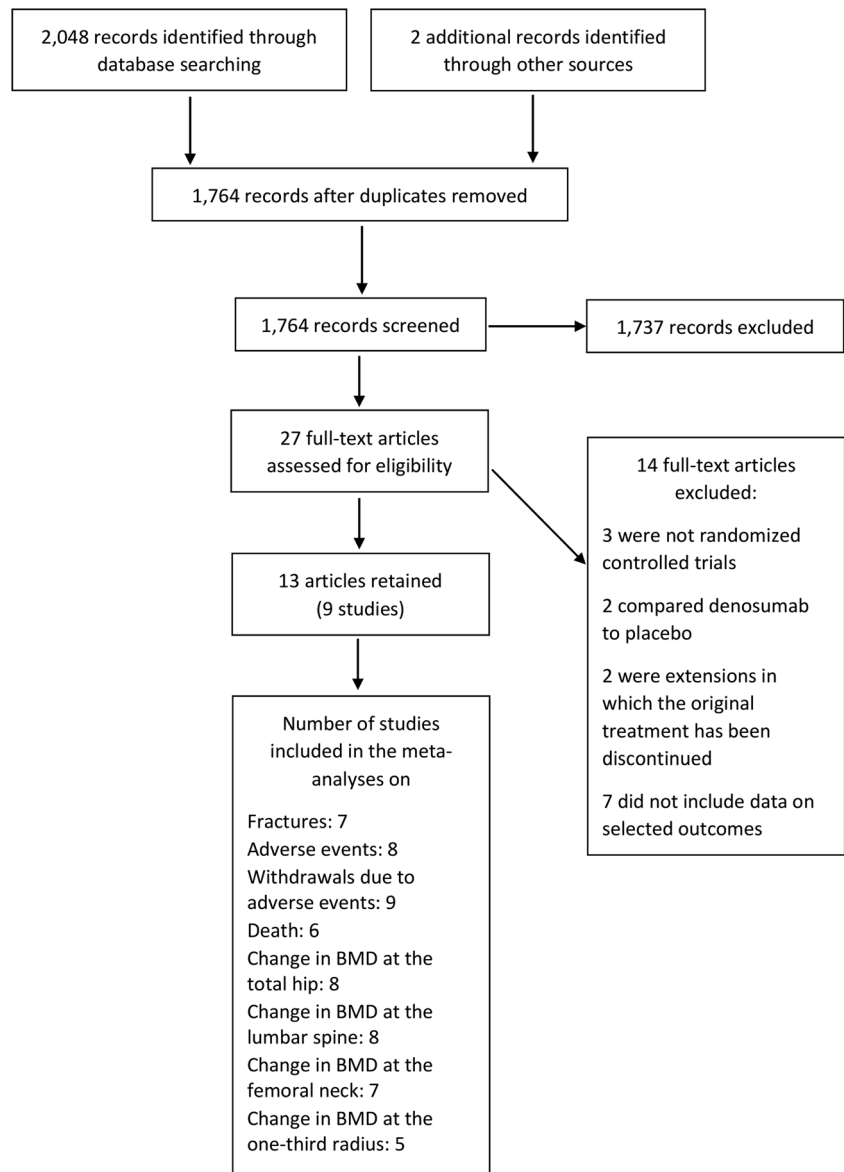 2,048 records identified through
database searching
2 additional records identified
through other sources
1,764 records after duplicates removed
1,764 records screened
1,737 records excluded
27 full-text articles
assessed for eligibility
14 full-text articles
excluded:
3 were not randomized
controlled trials
2 compared denosumab
to placebo
2 were extensions in
which the original
treatment has been
discontinued
7 did not include data on
selected outcomes
13 articles retained
(9 studies)
Number of studies
included in the meta-
analyses on
Fractures: 7
Adverse events: 8
Withdrawals due to
adverse events: 9
Death: 6
Change in BMD at the
total hip: 8
Change in BMD at the
lumbar spine: 8
Change in BMD at the
femoral neck: 7
Change in BMD at the
one-third radius: 5